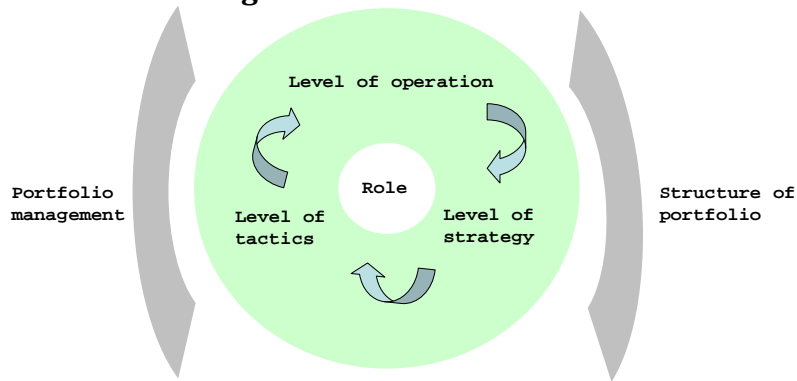 Level of operation
Role
Portfolio
management
Level of
tactics
Level of
strategy
Structure of
portfolio